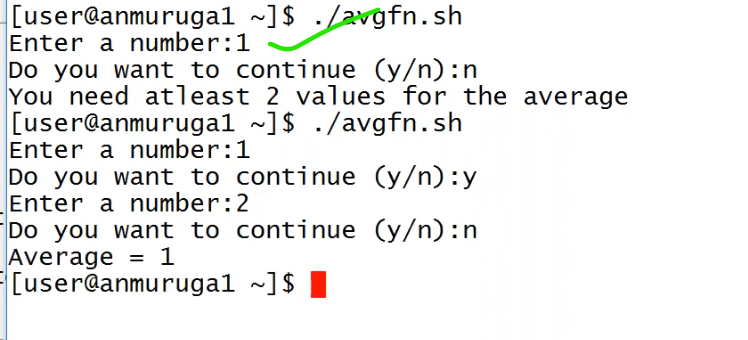 [user@anmuruga1 ~]$ ./avgfn.sh
Enter a number:1
Do you want to continue (y/n):n
You need atleast 2 values for the average
[user@anmuruga1 ~]$ ./avgfn.sh
Enter a number:1
Do you want to continue (y/n):y
Enter a number:2
Do you want to continue (y/n):n
Average = 1
[user@anmuruga1 ~]$